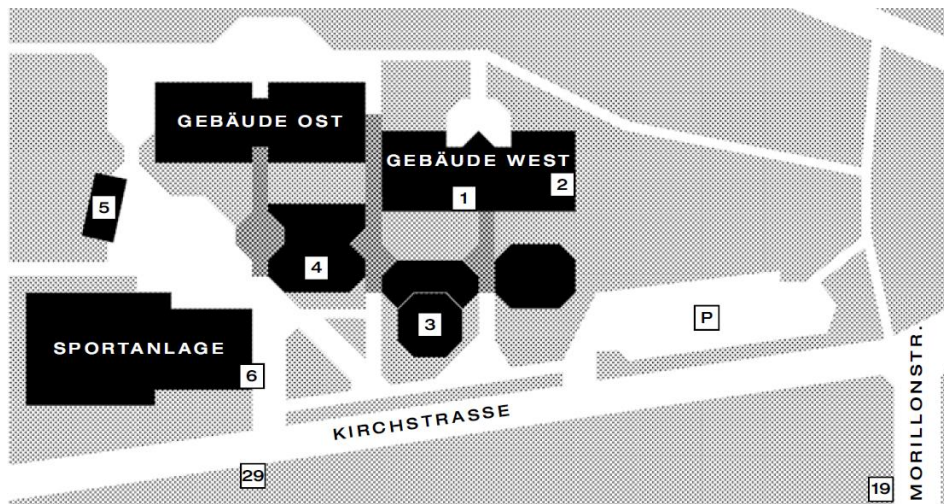 GEBÄUDE OST
GEBÄUDE WEST
2
1
5
4
3
P
SPORTANLAGE
6
KIRCHSTRASSE
MORILLONSTR.
29
19